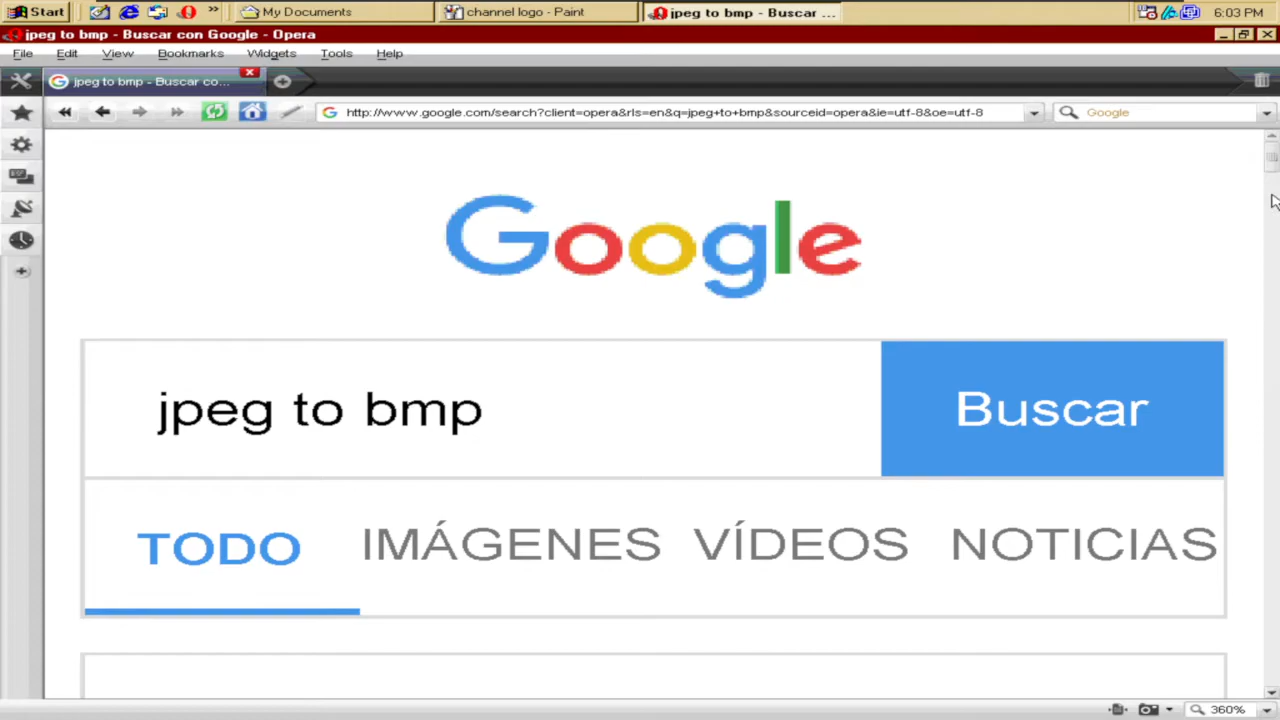 Start » My Documents channel logo - Paint jpeg to bmp - Buscar ... 6:03 PM
jpeg to bmp - Buscar con Google - Opera
File Edit View Bookmarks Widgets Tools Help
jpeg to bmp - Buscar co...
http://www.google.com/search?client=opera&rls=en&q=jpeg+to+bmp&sourceid=opera&ie=utf-8&oe=utf-8 Google
Google
jpeg to bmp Buscar
TODO IMÁGENES VÍDEOS NOTICIAS
360%